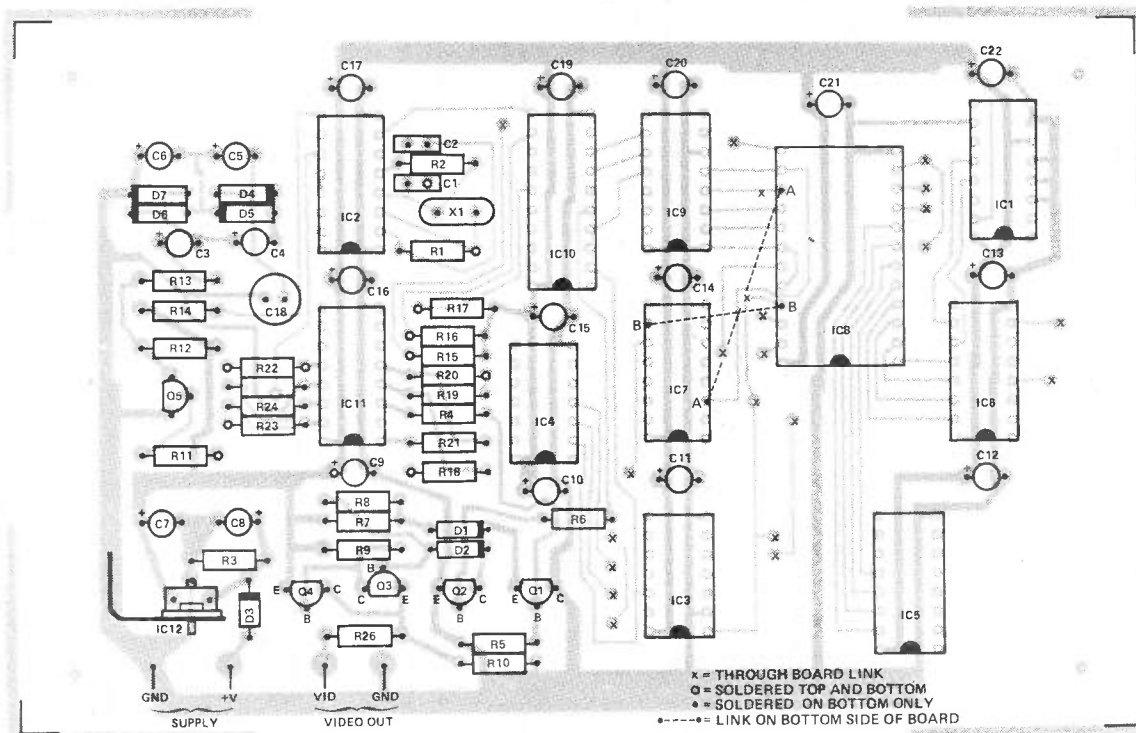 C17
C19
C20
C22
C21
C6
C5
C2
R2
C1
D7
D4
D6
D5
X1
A
IC2
IC9
IC1
C3
C4
R1
IC10
R13
C16
C14
C13
R14
C18
R17
C15
B
B
IC8
R16
R12
R15
R22
R20
Q5
R19
IC7
IC11
A
R24
R4
IC4
IC6
R23
R21
R11
R18
C9
C11
C12
C10
R8
C7
C8
R7
R6
D1
R9
D2
R3
B
E Q4 C
C Q3 E
E Q2 C
E Q1 C
B
B
B
D3
IC3
IC5
IC12
R26
R5
R10
GND
+V
VID
GND
SUPPLY
VIDEO OUT
x = THROUGH BOARD LINK
o = SOLDERED TOP AND BOTTOM
• = SOLDERED ON BOTTOM ONLY
•----• = LINK ON BOTTOM SIDE OF BOARD